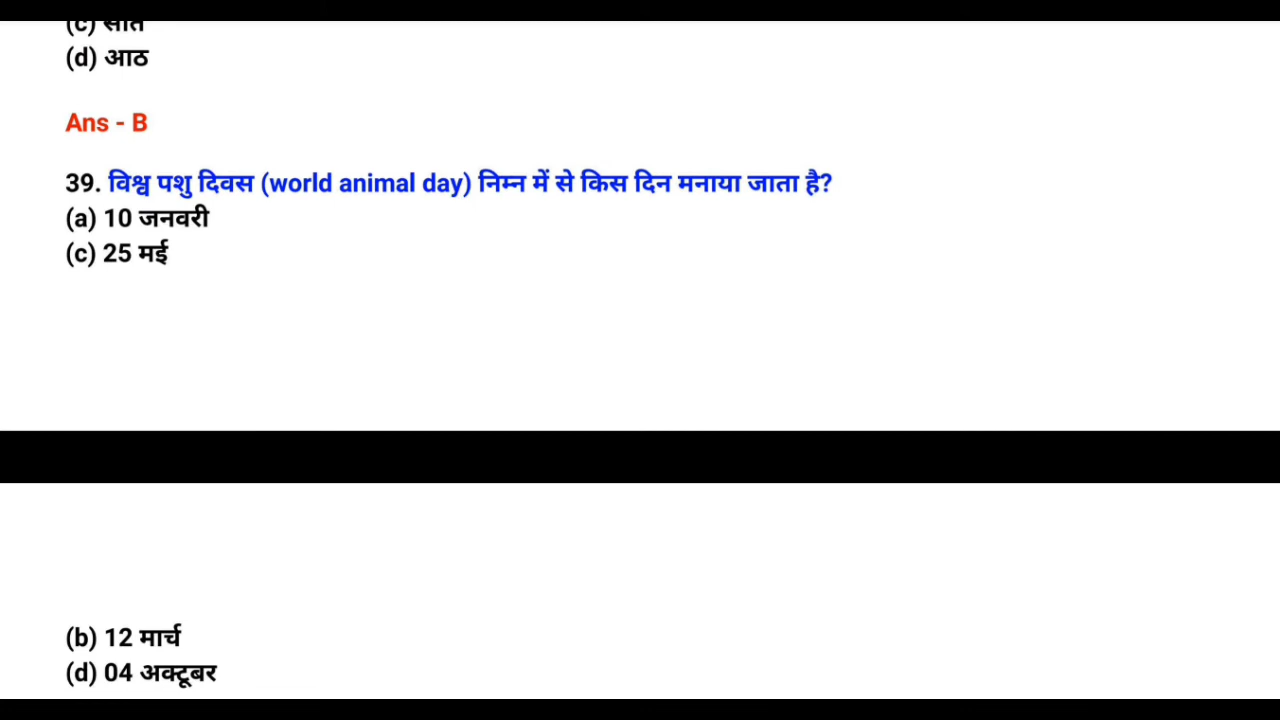 (c) सात
(d) आठ
Ans - B
39. विश्व पशु दिवस (world animal day) निम्न में से किस दिन मनाया जाता है?
(a) 10 जनवरी
(c) 25 मई
(b) 12 मार्च
(d) 04 अक्टूबर